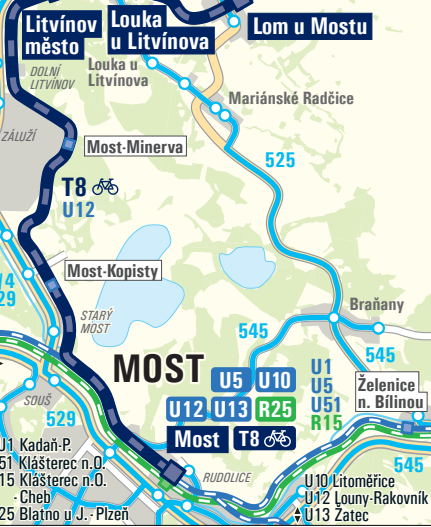 Litvínov
město
Louka
u Litvínova
Lom u Mostu
DOLNÍ
LITVÍNOV
Louka u
Litvínova
Mariánské Radčice
ZÁLUŽÍ
Most-Minerva
525
T8
U12
Most-Kopisty
14
29
STARÝ
MOST
Braňany
545
545
MOST
U5 U10
U12 U13 R25
Most T8
U1
U5
U51
R15
Želenice
n. Bílinou
SOUŠ
529
RUDOLICE
545
U1 Kadaň-P.
51 Klášterec n.O.
15 Klášterec n.O.
- Cheb
25 Blatno u J. - Plzeň
U10 Litoměřice
U12 Louny-Rakovník
U13 Žatec